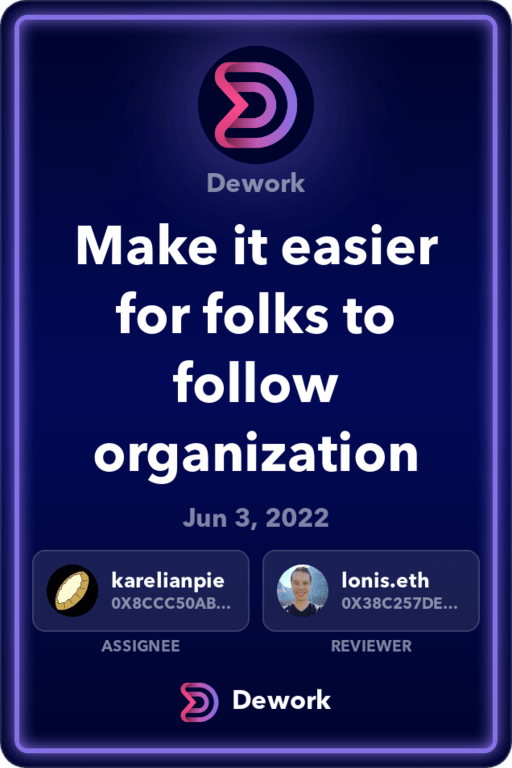 Dework
Make it easier
for folks to
follow
organization
Jun 3, 2022
karelianpie
0X8CCC50AB...
ASSIGNEE
lonis.eth
0X38C257DE...
REVIEWER
Dework